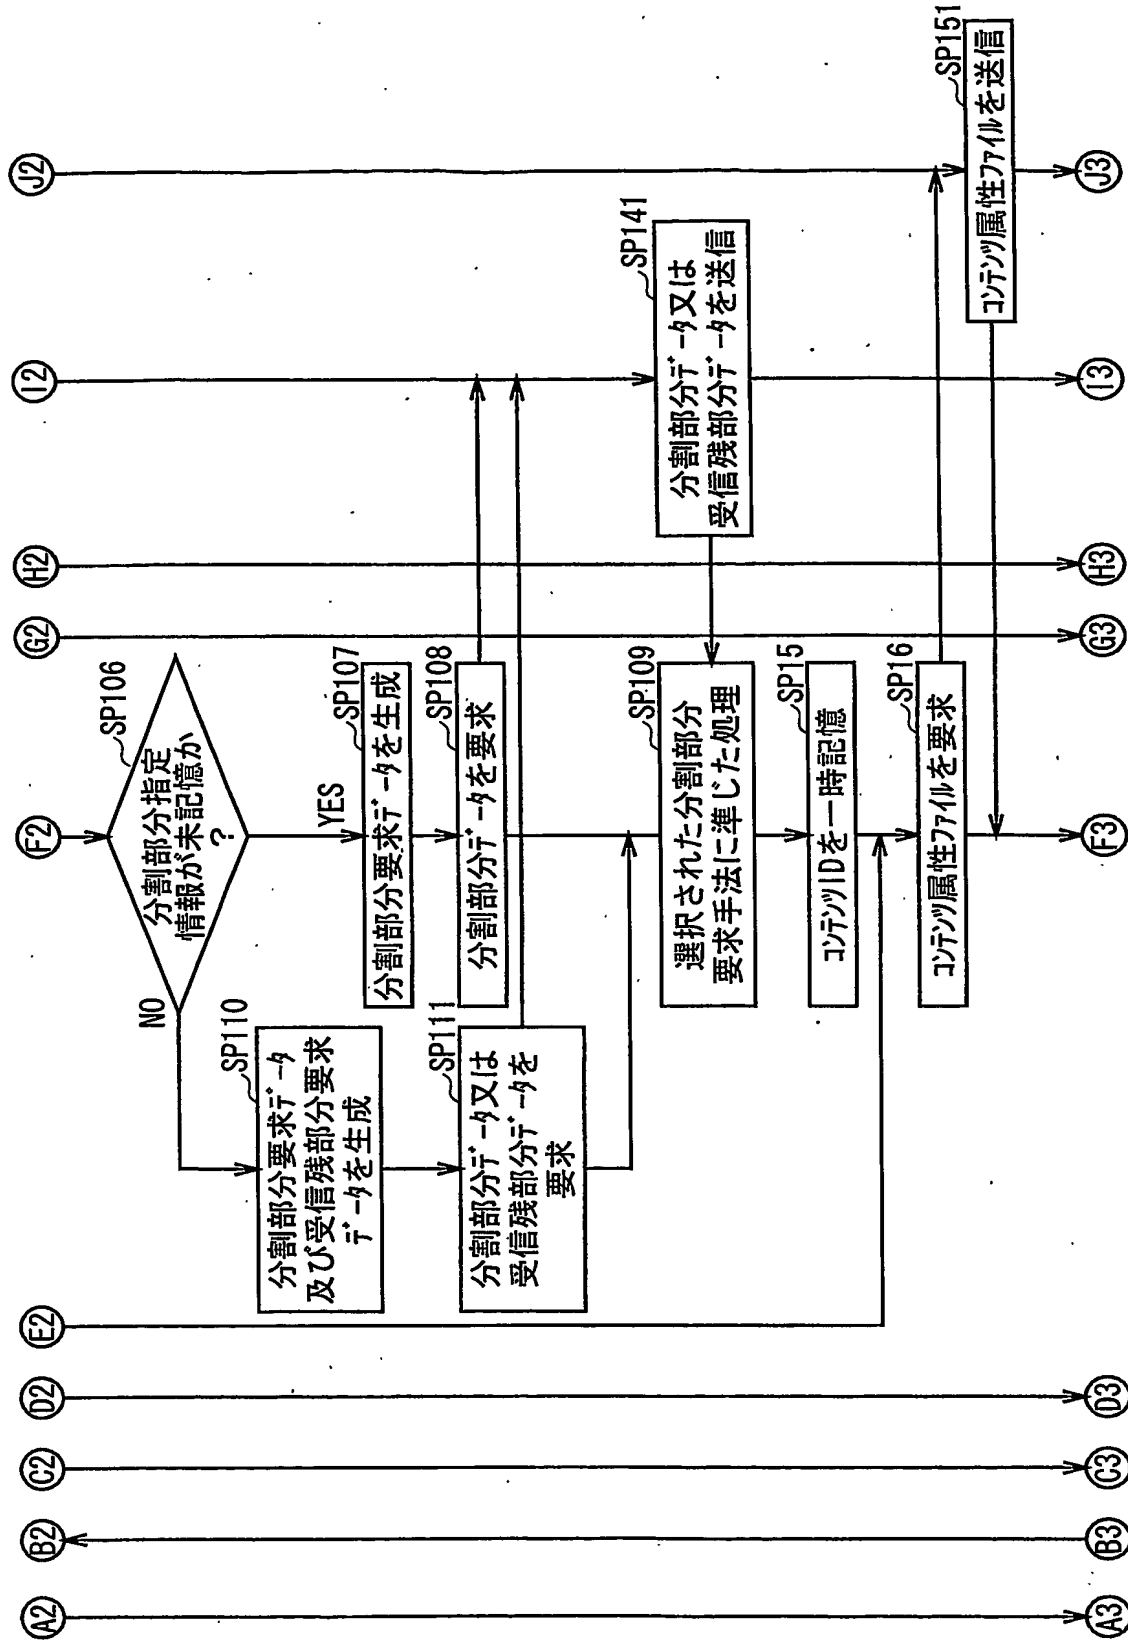 A2
B2
C2
D2
E2
F2
G2
H2
I2
J2
SP106
分割部分指定
情報が未記憶か
?
NO
YES
SP110
分割部分要求データ
及び受信残部分要求
データを生成
SP107
分割部分要求データを生成
SP111
分割部分データ又は
受信残部分データを
要求
SP108
分割部分データを要求
SP141
分割部分データ又は
受信残部分データを送信
SP109
選択された分割部分
要求手法に準じた処理
SP15
コンテンツIDを一時記憶
SP16
コンテンツ属性ファイルを要求
SP151
コンテンツ属性ファイルを送信
A3
B3
C3
D3
F3
G3
H3
I3
J3